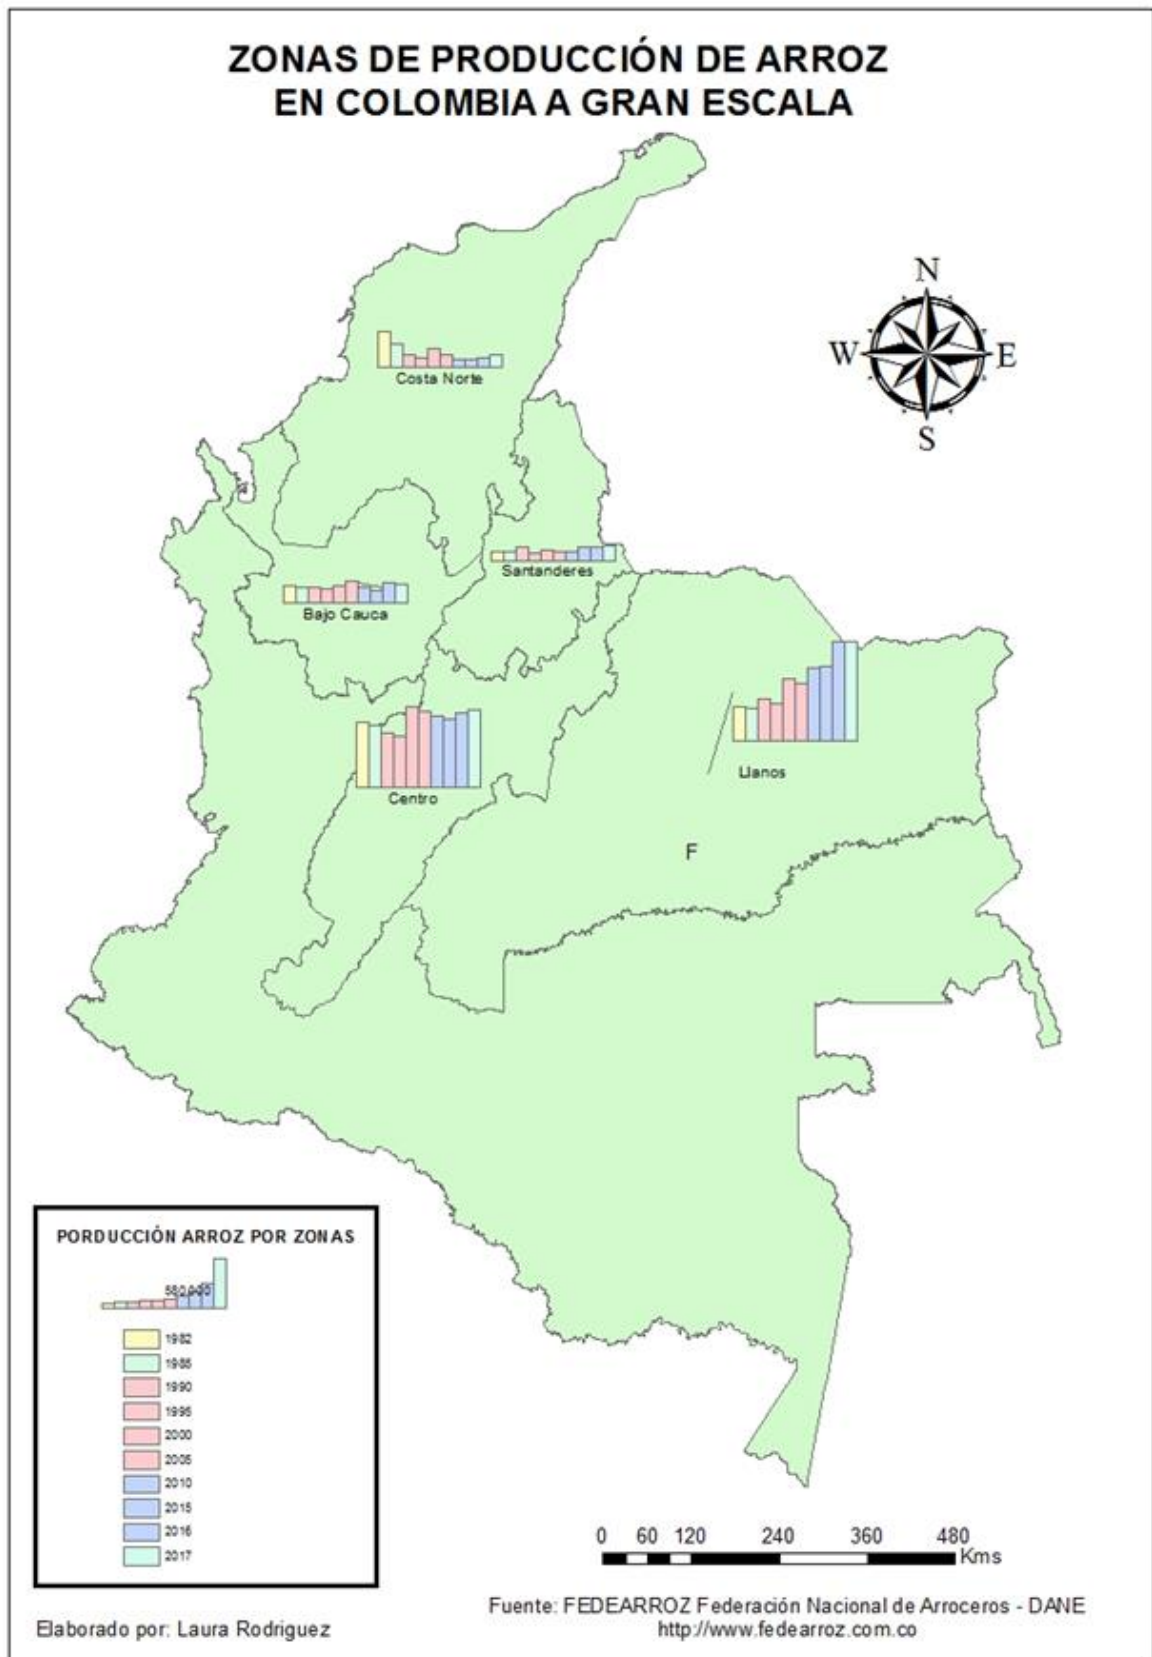 ZONAS DE PRODUCCIÓN DE ARROZ
EN COLOMBIA A GRAN ESCALA
N
W
E
S
Costa Norte
Santanderes
Bajo Cauca
Llanos
Centro
F
PORDUCCIÓN ARROZ POR ZONAS
1982
1985
1990
1995
2000
2005
2010
2015
2016
2017
0 60 120 240 360 480
Kms
Elaborado por: Laura Rodriguez
Fuente: FEDEARROZ Federación Nacional de Arroceros - DANE
http://www.fedearroz.com.co